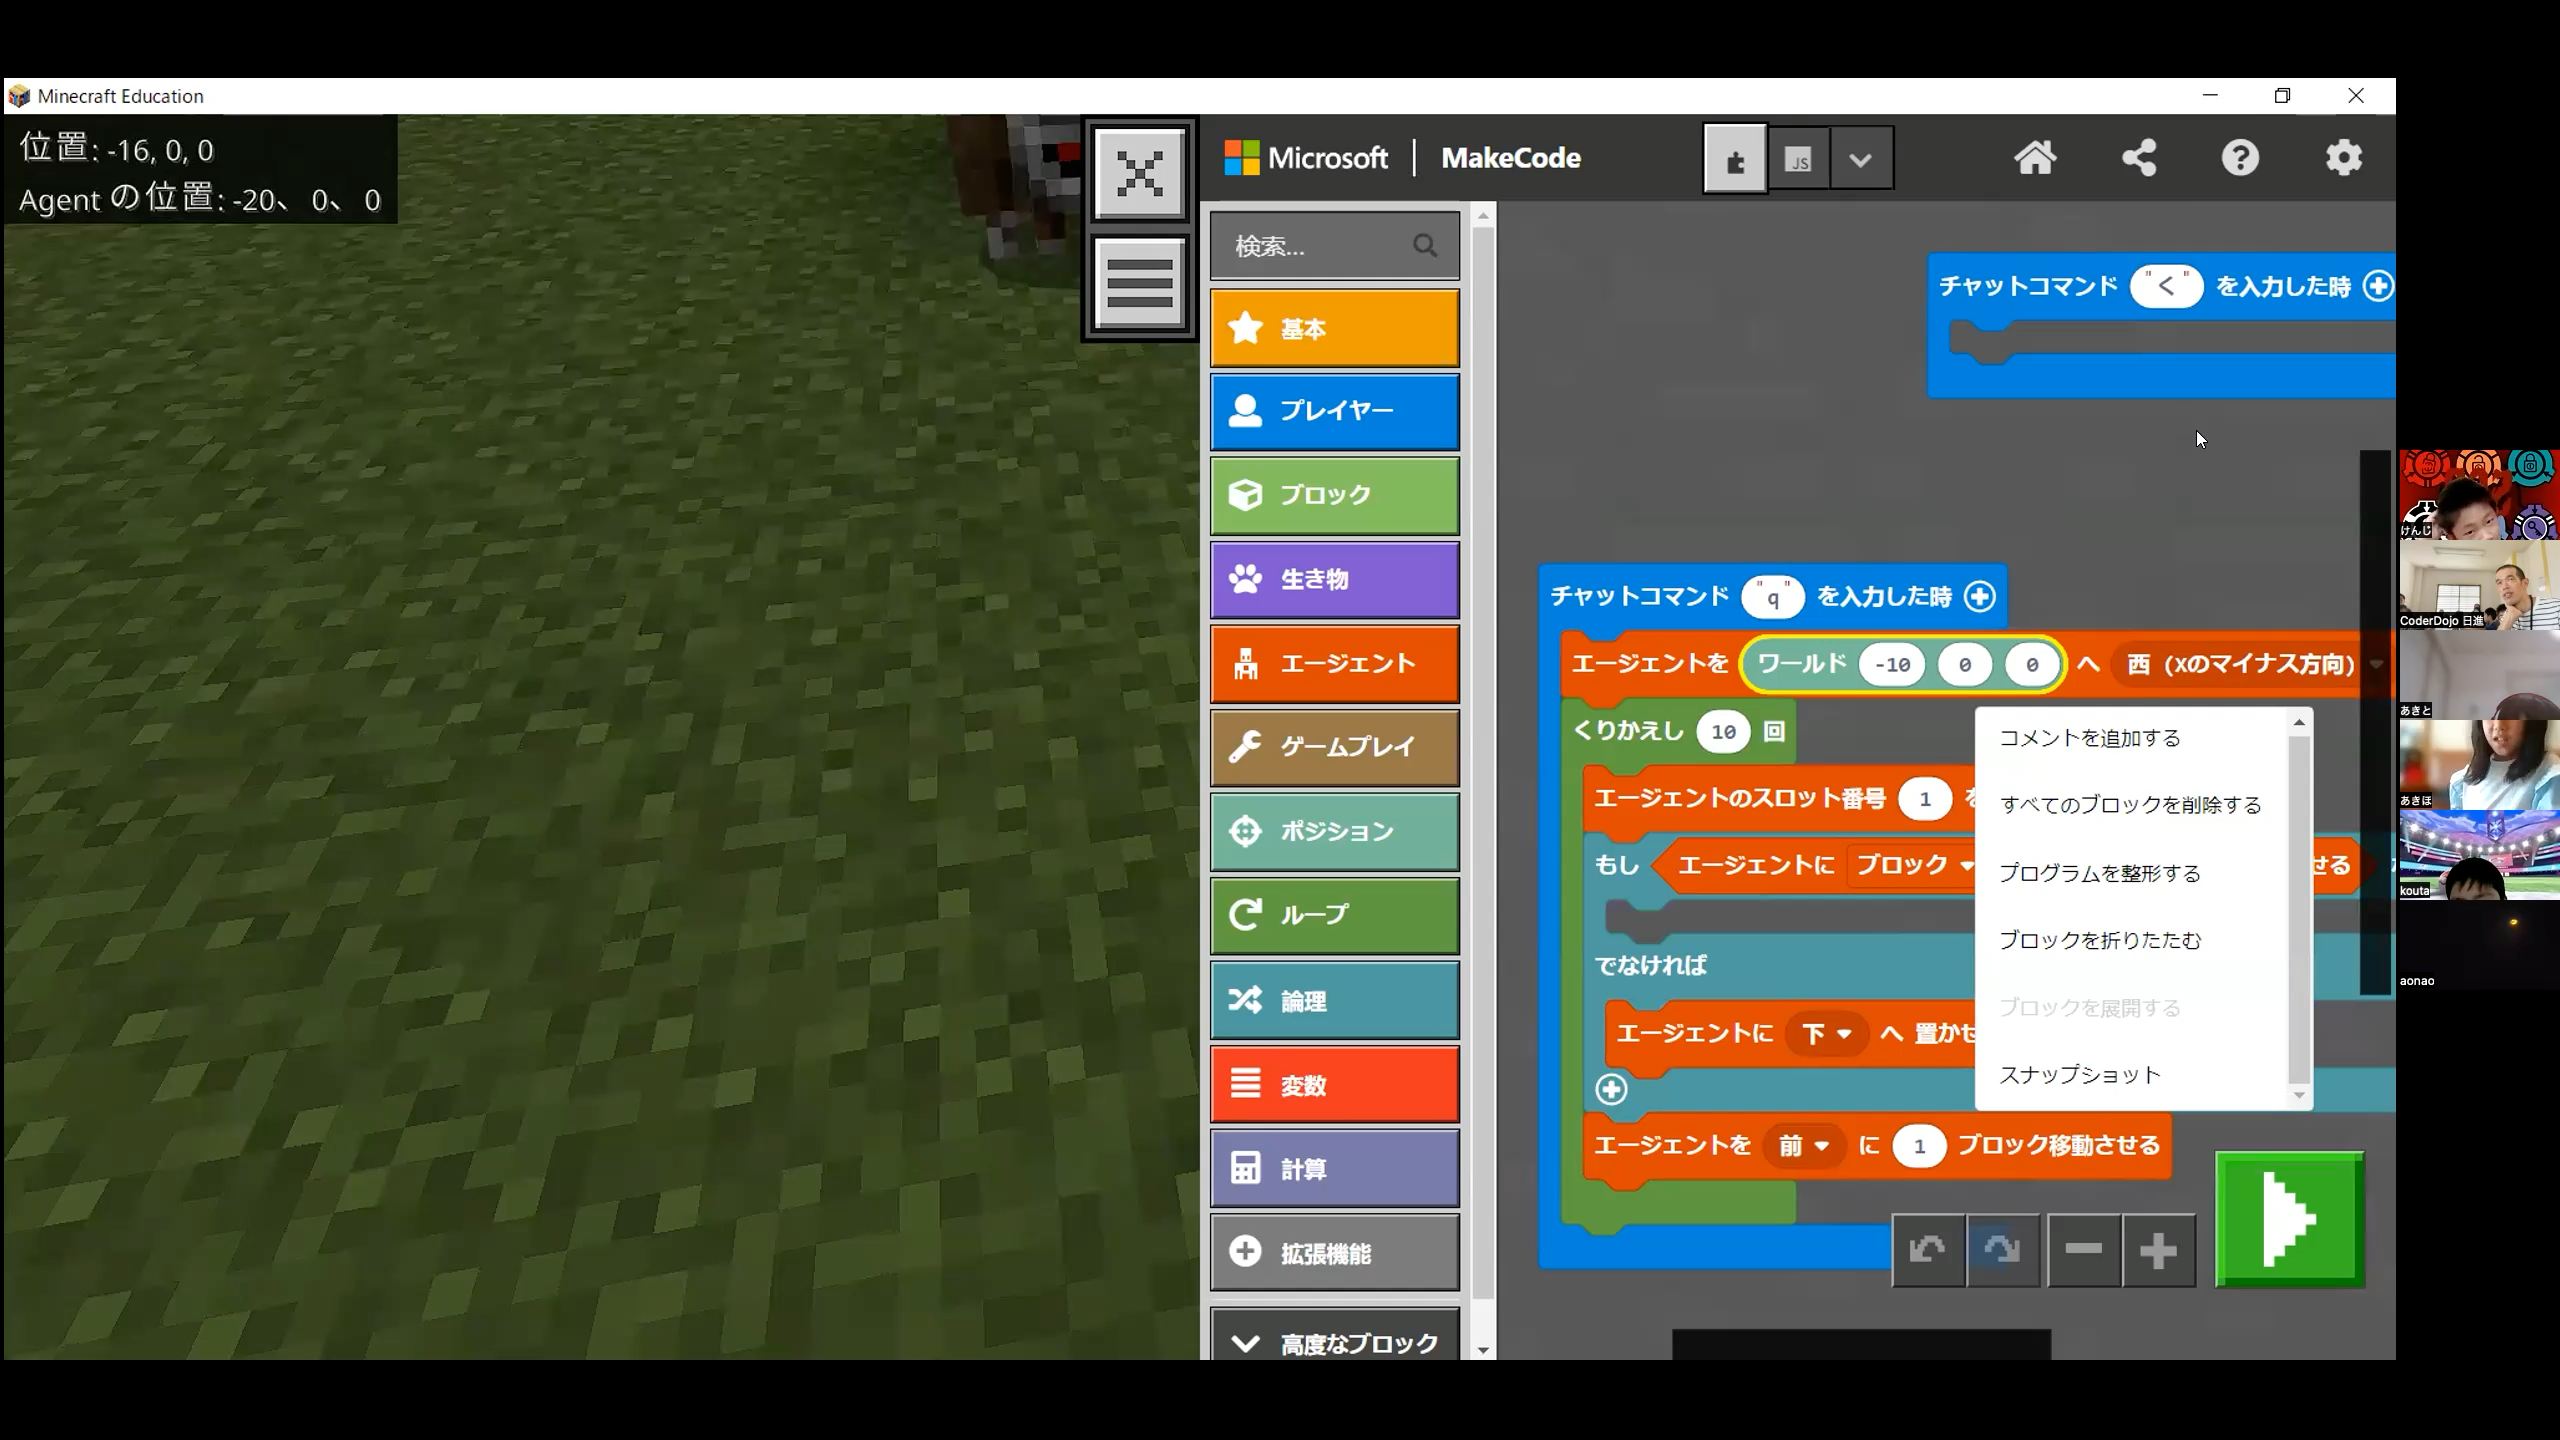 Minecraft Education
位置: -16, 0, 0
Agent の位置: -20、 0、 0
Microsoft | MakeCode
JS
検索...
基本
プレイヤー
ブロック
生き物
エージェント
ゲームプレイ
ポジション
ループ
論理
変数
計算
拡張機能
高度なブロック
チャットコマンド "<" を入力した時
チャットコマンド "q" を入力した時
エージェントを ワールド -10 0 0 へ 西 (Xのマイナス方向)
くりかえし 10 回
エージェントのスロット番号 1
もし エージェントに ブロック
せる
でなければ
エージェントに 下 へ 置かせ
エージェントを 前 に 1 ブロック移動させる
コメントを追加する
すべてのブロックを削除する
プログラムを整形する
ブロックを折りたたむ
ブロックを展開する
スナップショット
けんじ
CoderDojo 日進
あきと
あきほ
kouta
aonao